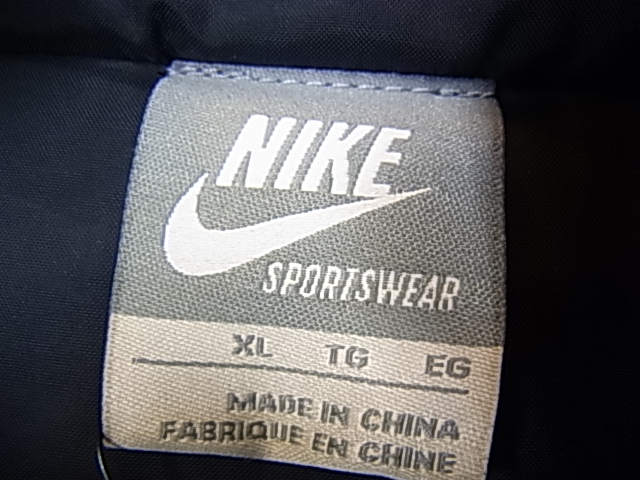 NIKE
SPORTSWEAR
XL TG EG
MADE IN CHINA
FABRIQUE EN CHINE